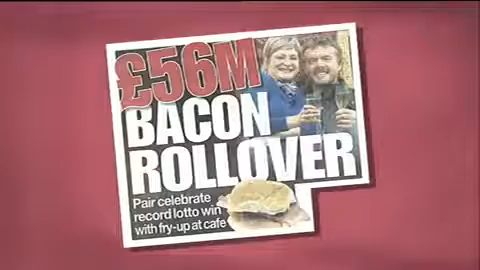 £56M
BACON
ROLLOVER
Pair celebrate
record lotto win
with fry-up at cafe